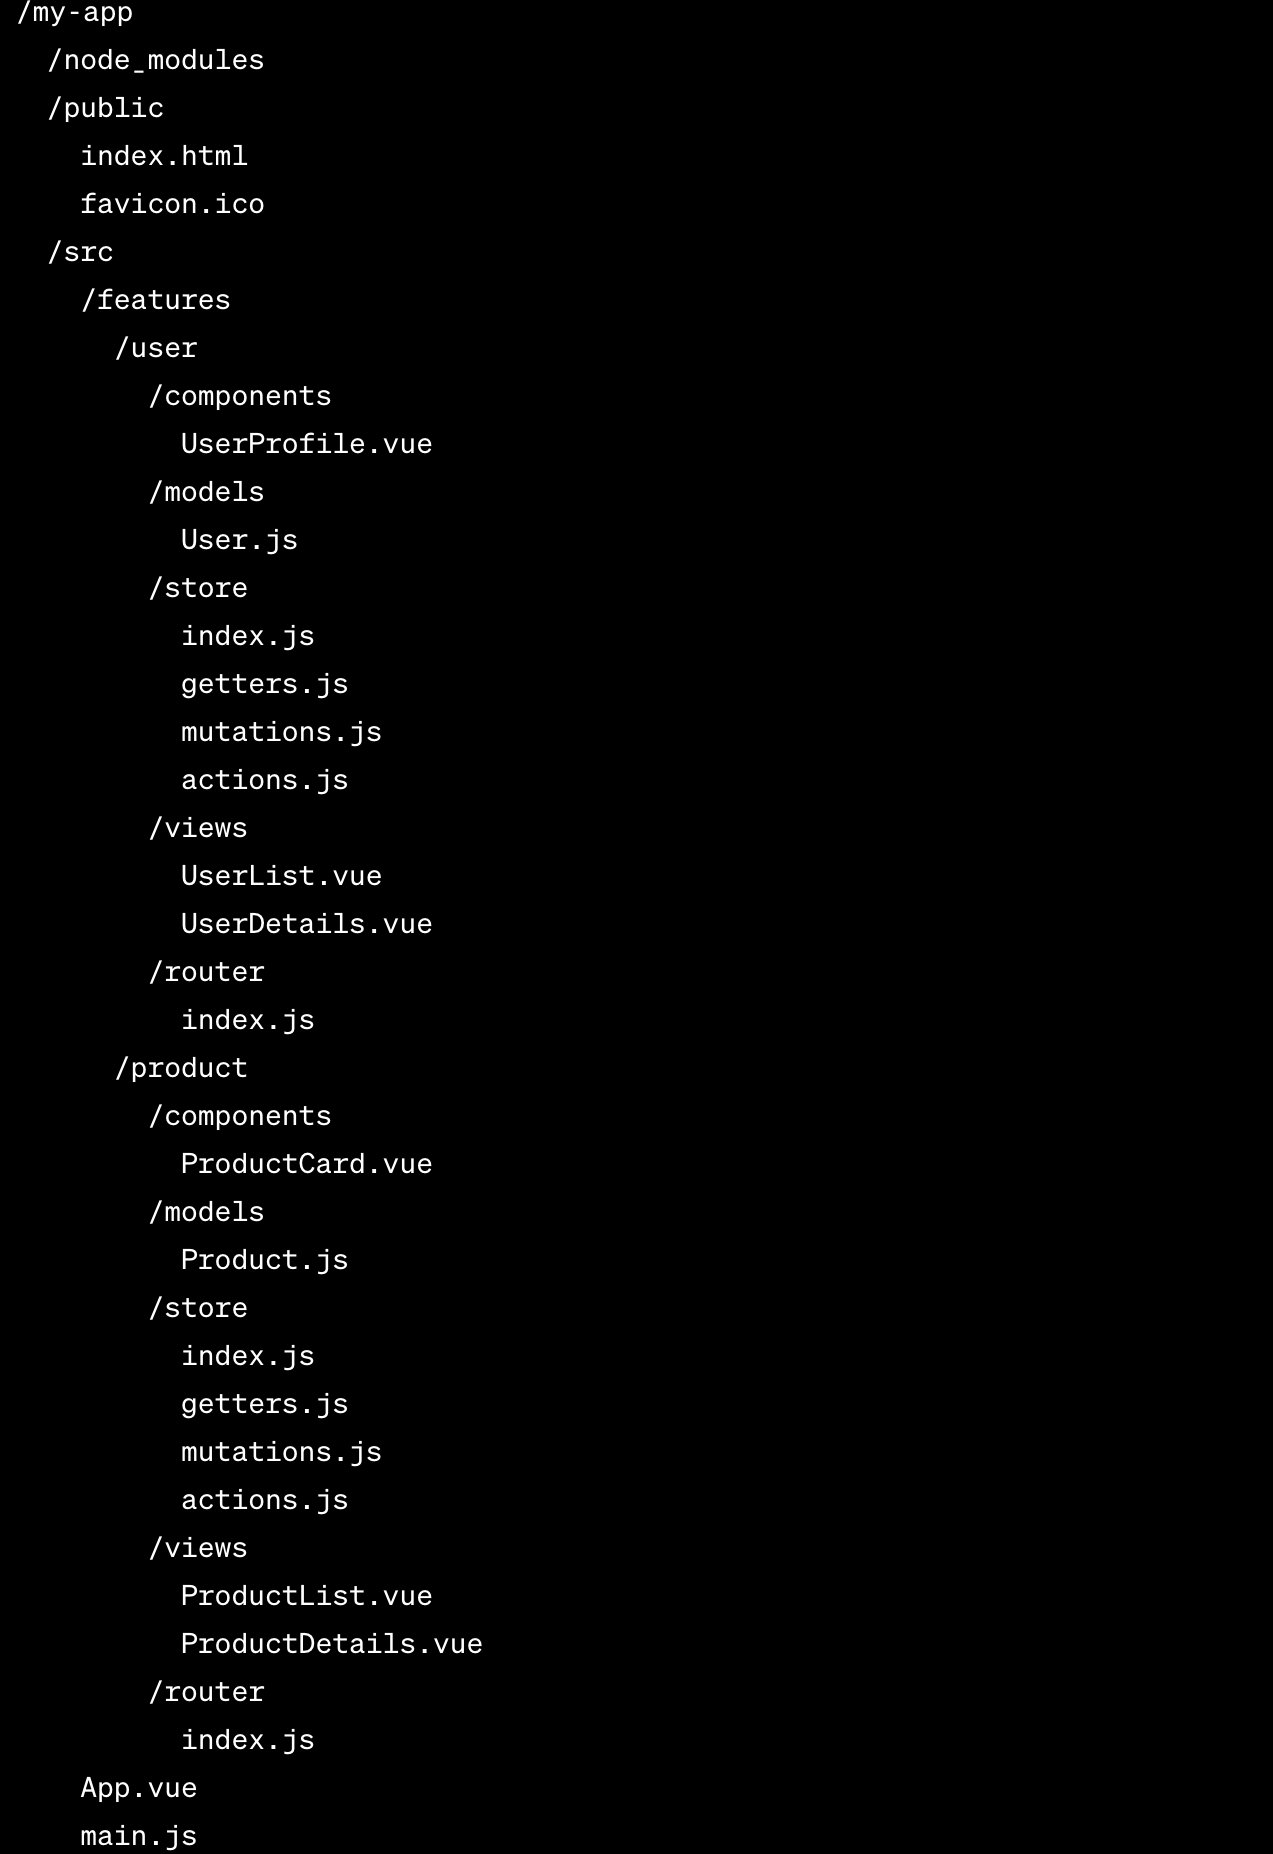 /my-app
/node_modules
/public
index.html
favicon.ico
/src
/features
/user
/components
UserProfile.vue
/models
User.js
/store
index.js
getters.js
mutations.js
actions.js
/views
UserList.vue
UserDetails.vue
/router
index.js
/product
/components
ProductCard.vue
/models
Product.js
/store
index.js
getters.js
mutations.js
actions.js
/views
ProductList.vue
ProductDetails.vue
/router
index.js
App.vue
main.js